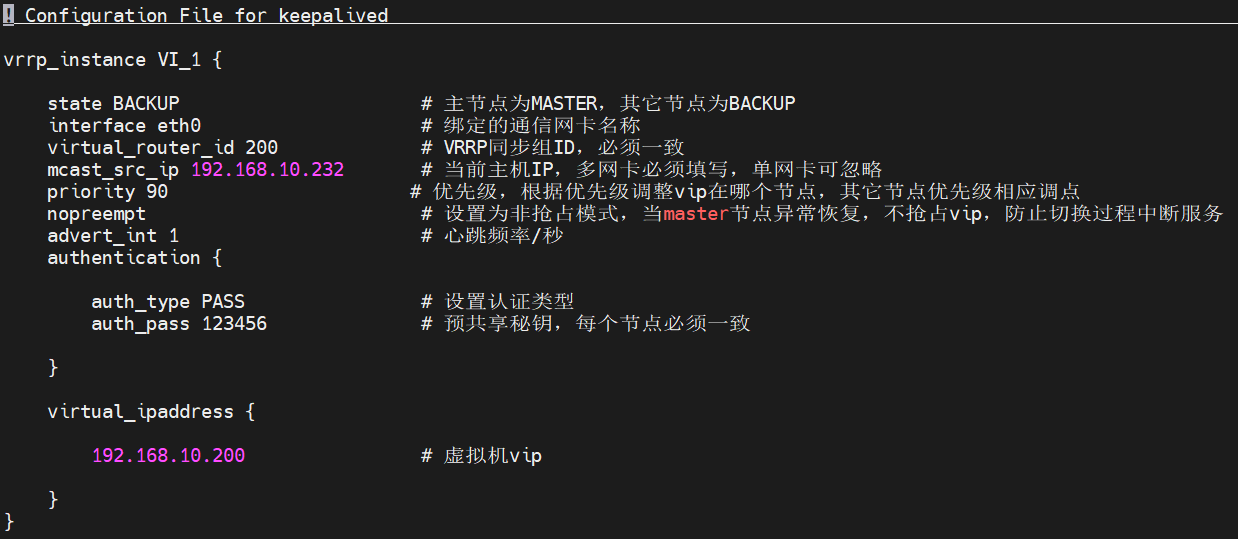 ! Configuration File for keepalived
vrrp_instance VI_1 {
state BACKUP # 主节点为MASTER，其它节点为BACKUP
interface eth0 # 绑定的通信网卡名称
virtual_router_id 200 # VRRP同步组ID，必须一致
mcast_src_ip 192.168.10.232 # 当前主机IP，多网卡必须填写，单网卡可忽略
priority 90 # 优先级，根据优先级调整vip在哪个节点，其它节点优先级相应调点
nopreempt # 设置为非抢占模式，当master节点异常恢复，不抢占vip，防止切换过程中断服务
advert_int 1 # 心跳频率/秒
authentication {
auth_type PASS # 设置认证类型
auth_pass 123456 # 预共享秘钥，每个节点必须一致
}
virtual_ipaddress {
192.168.10.200 # 虚拟机vip
}
}